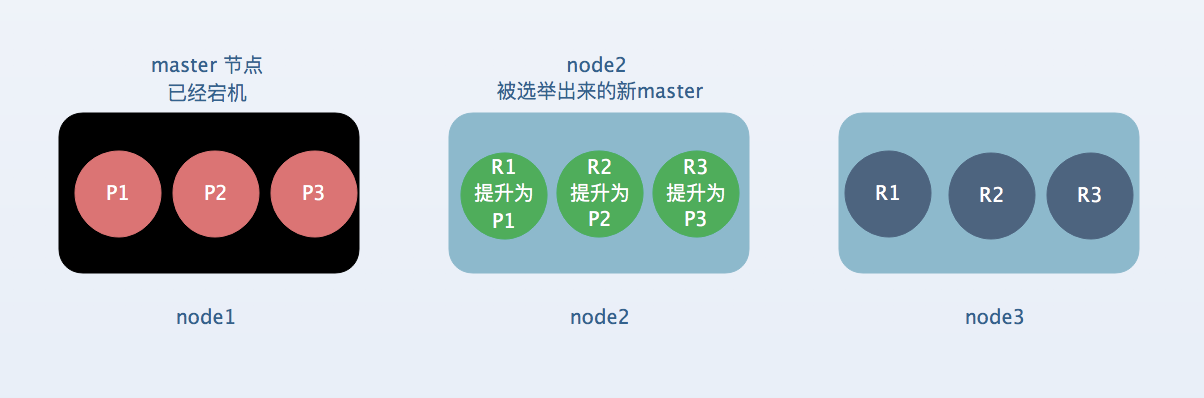 master 节点
已经宕机
node2
被选举出来的新master
P1
P2
P3
R1
提升为
P1
R2
提升为
P2
R3
提升为
P3
R1
R2
R3
node1
node2
node3